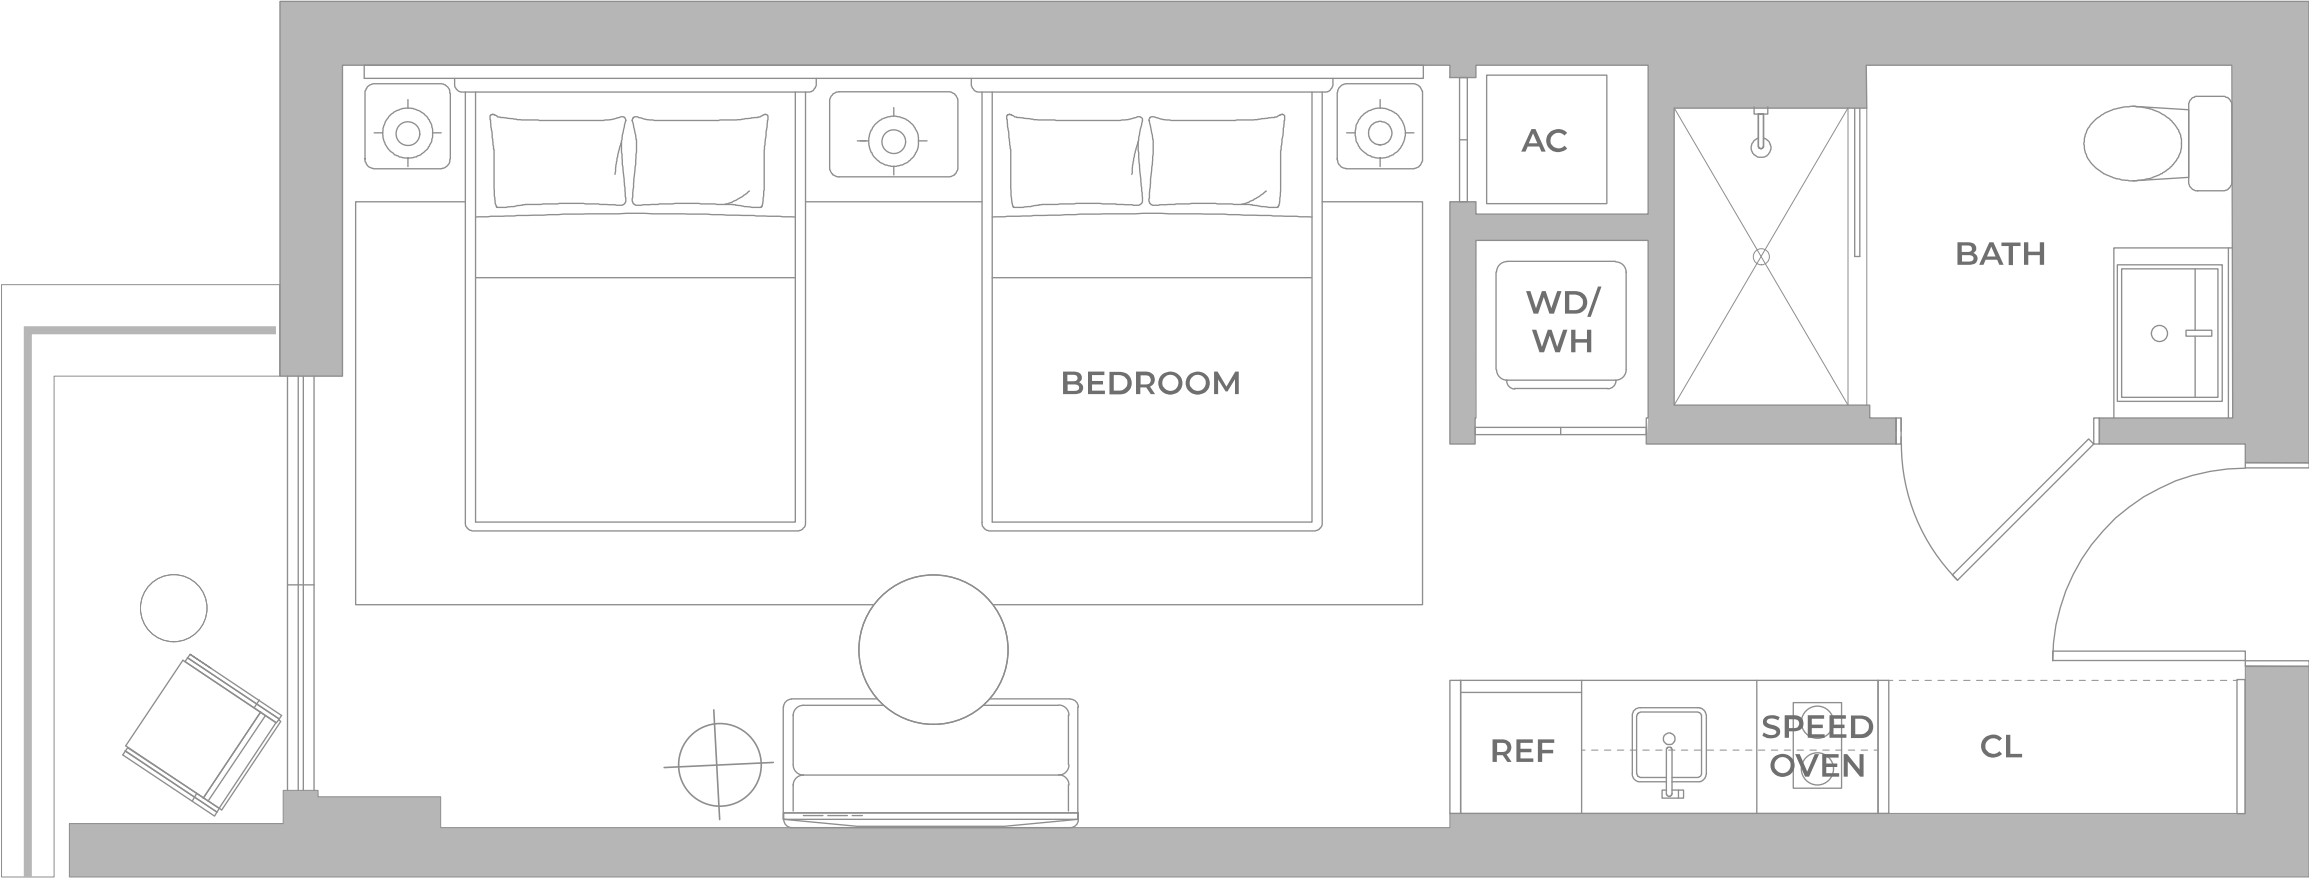 AC
BATH
WD/
WH
BEDROOM
REF
SPEED
OVEN
CL